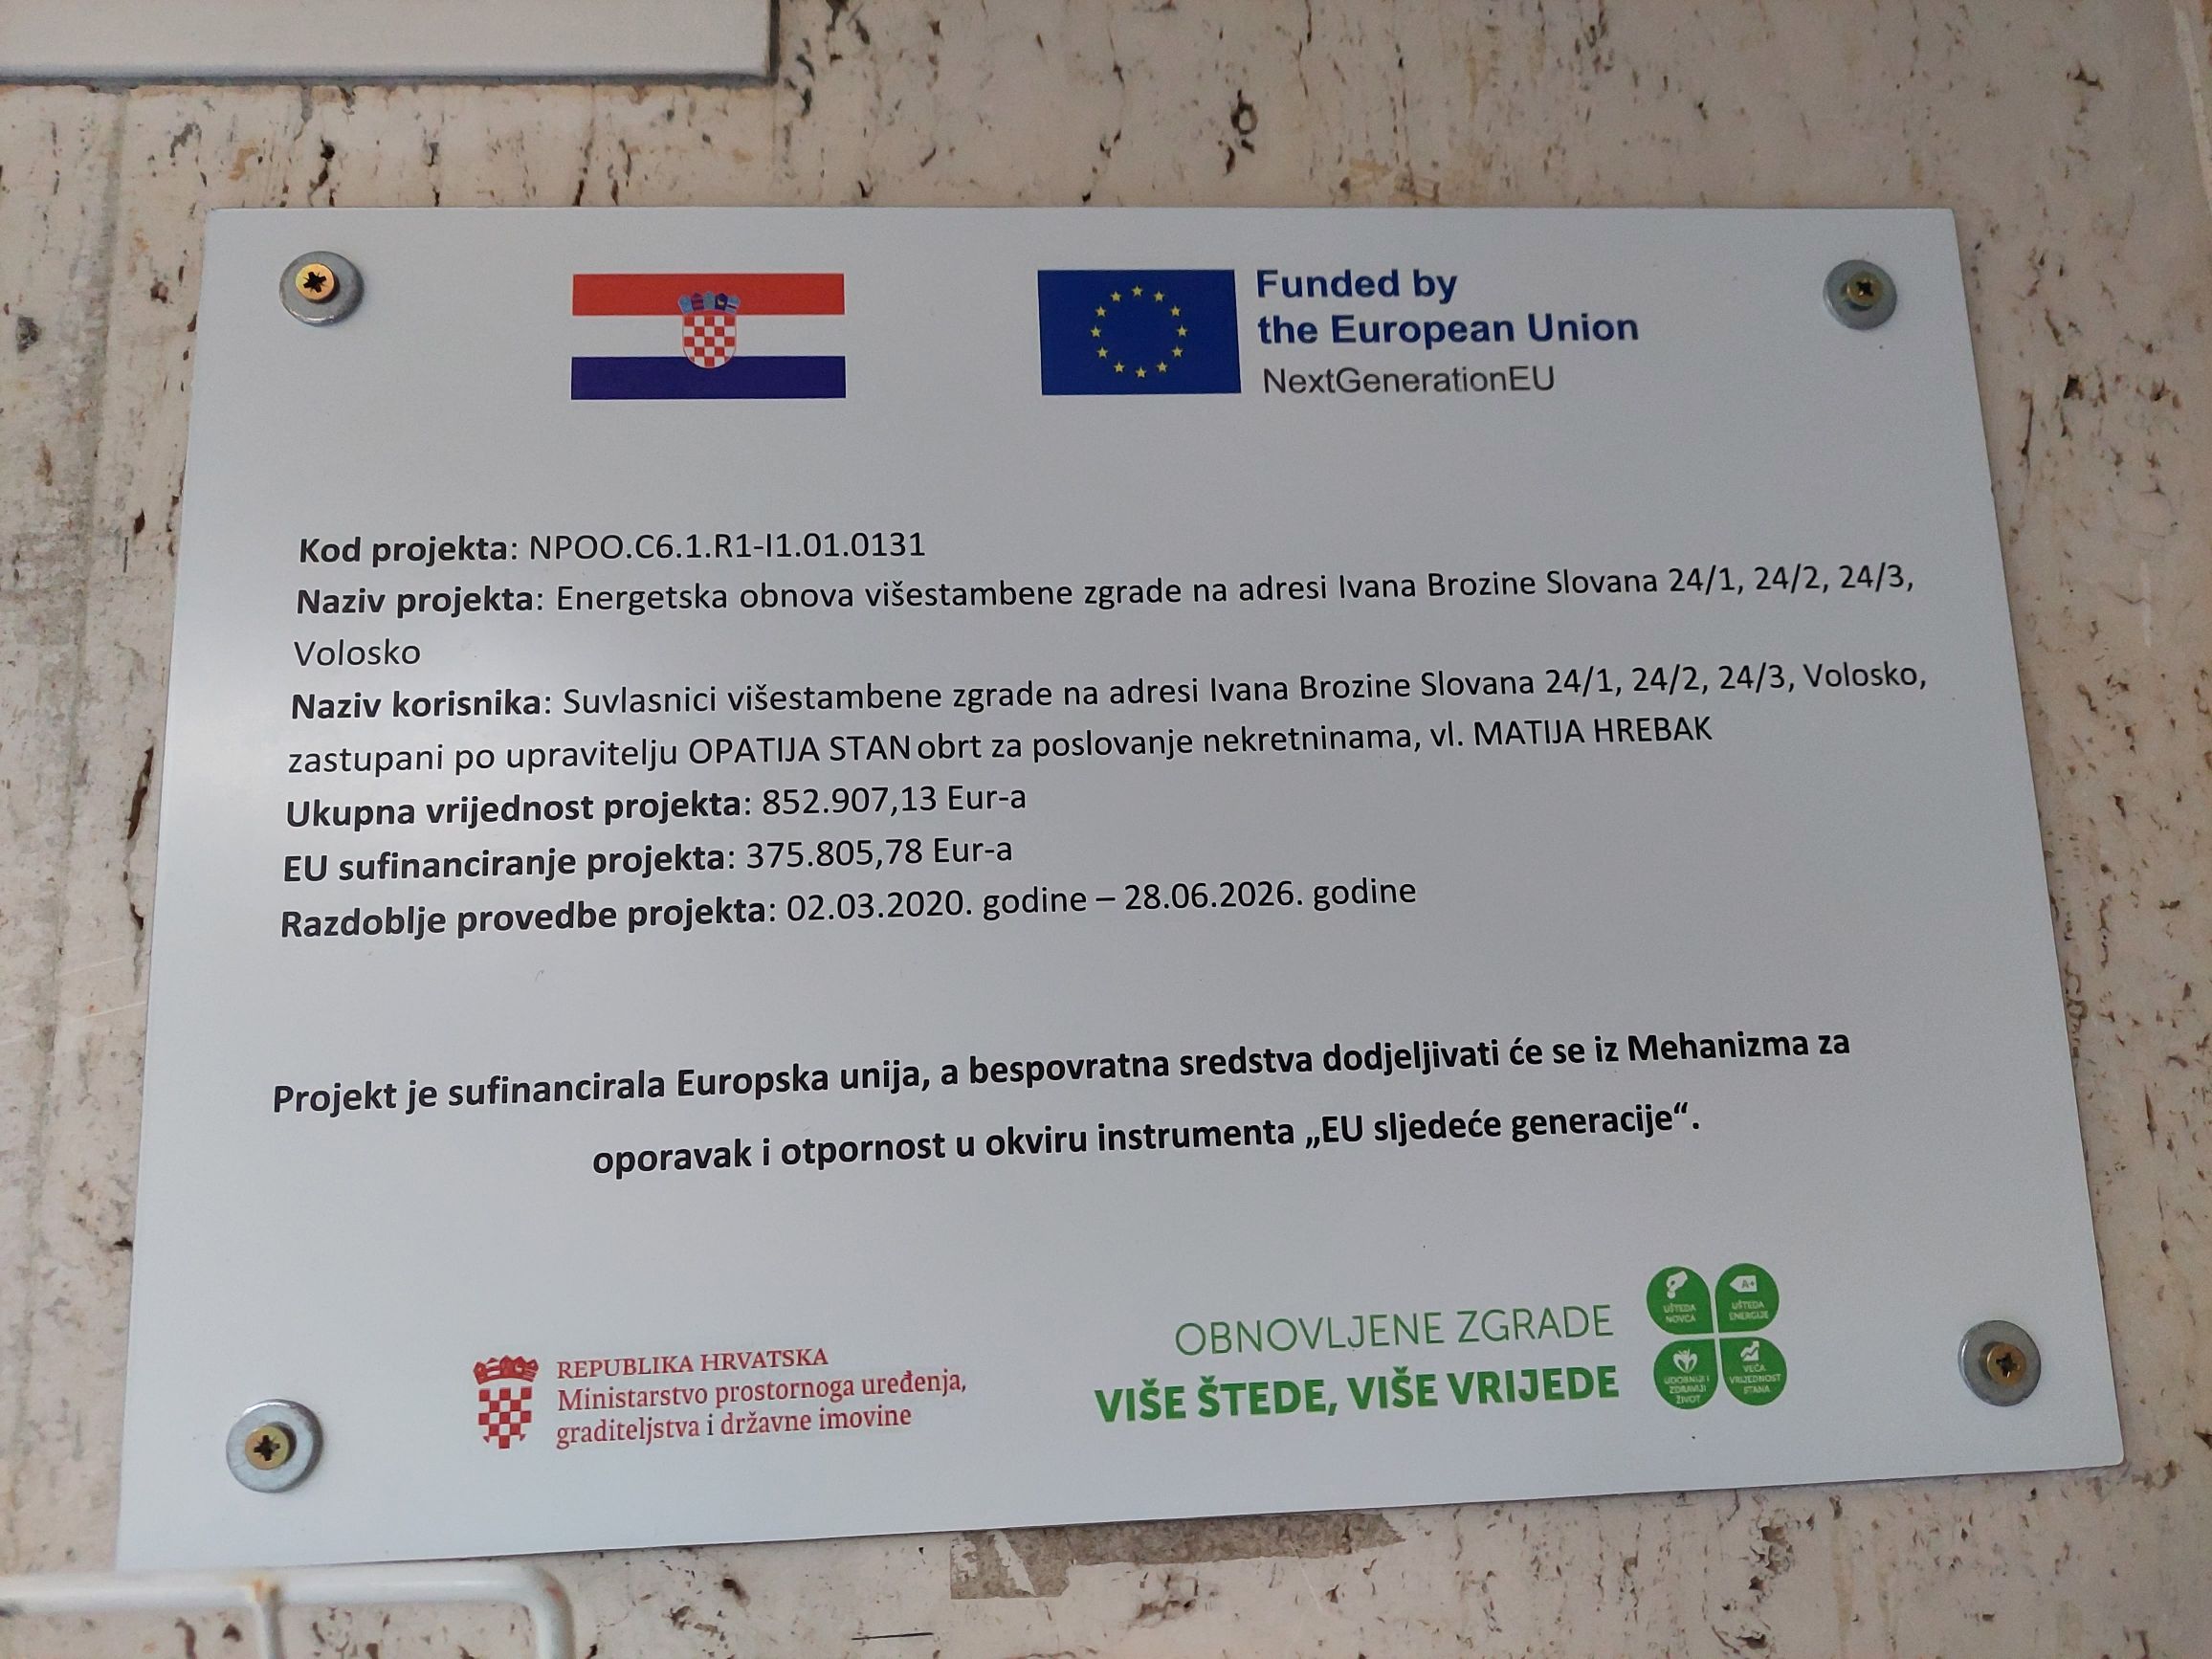 Funded by
the European Union
NextGenerationEU
Kod projekta: NPOO.C6.1.R1-I1.01.0131
Naziv projekta: Energetska obnova višestambene zgrade na adresi Ivana Brozine Slovana 24/1, 24/2, 24/3,
Volosko
Naziv korisnika: Suvlasnici višestambene zgrade na adresi Ivana Brozine Slovana 24/1, 24/2, 24/3, Volosko,
zastupani po upravitelju OPATIJA STAN obrt za poslovanje nekretninama, vl. MATIJA HREBAK
Ukupna vrijednost projekta: 852.907,13 Eur-a
EU sufinanciranje projekta: 375.805,78 Eur-a
Razdoblje provedbe projekta: 02.03.2020. godine – 28.06.2026. godine
Projekt je sufinancirala Europska unija, a bespovratna sredstva dodjeljivati će se iz Mehanizma za
oporavak i otpornost u okviru instrumenta „EU sljedeće generacije“.
REPUBLIKA HRVATSKA
Ministarstvo prostornoga uređenja,
graditeljstva i državne imovine
OBNOVLJENE ZGRADE
VIŠE ŠTEDE, VIŠE VRIJEDE
UŠTEDA
NOVCA
A+
UŠTEDA
ENERGIJE
UDOBNIJI I
ZDRAVIJI
ŽIVOT
VEĆA
VRIJEDNOST
STANA